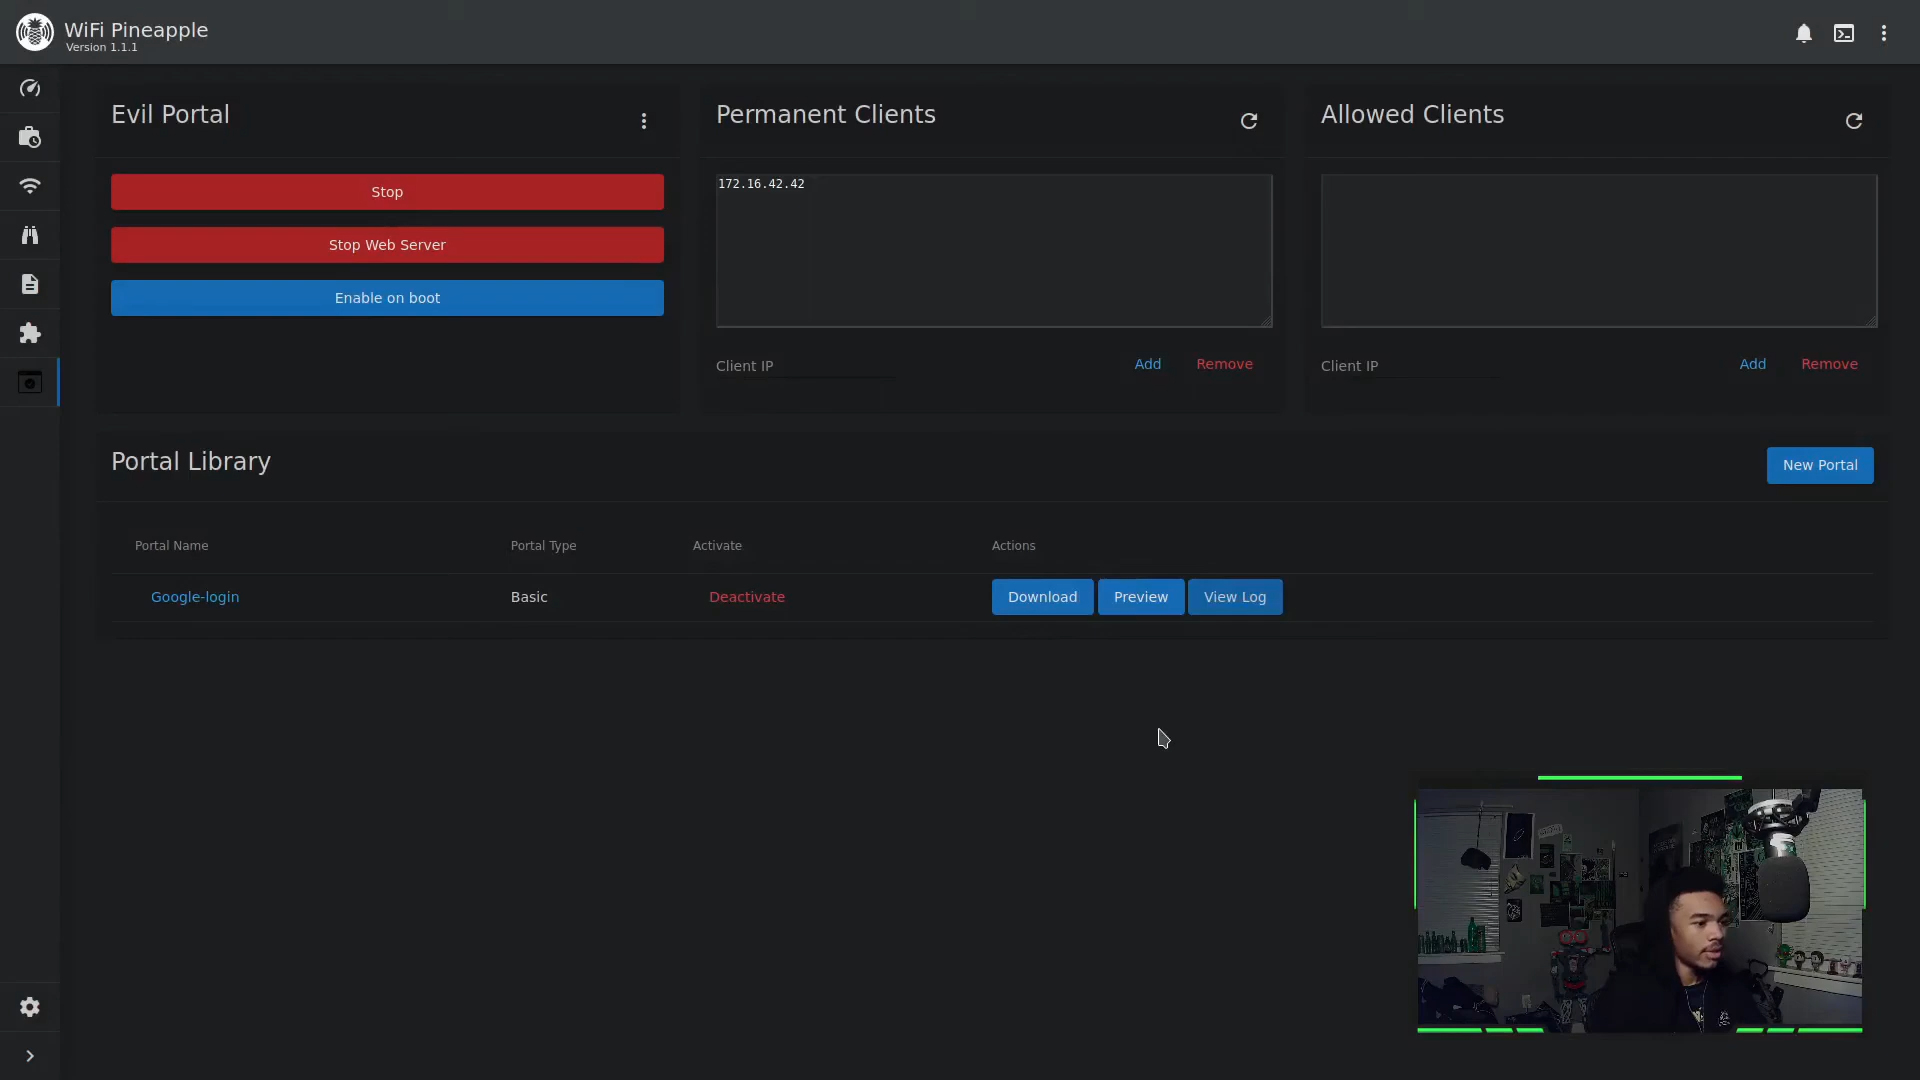 WiFi Pineapple
Version 1.1.1
Evil Portal
Stop
Stop Web Server
Enable on boot
Permanent Clients
172.16.42.42
Client IP
Add
Remove
Allowed Clients
Client IP
Add
Remove
Portal Library
New Portal
Portal Name
Portal Type
Activate
Actions
Google-login
Basic
Deactivate
Download
Preview
View Log